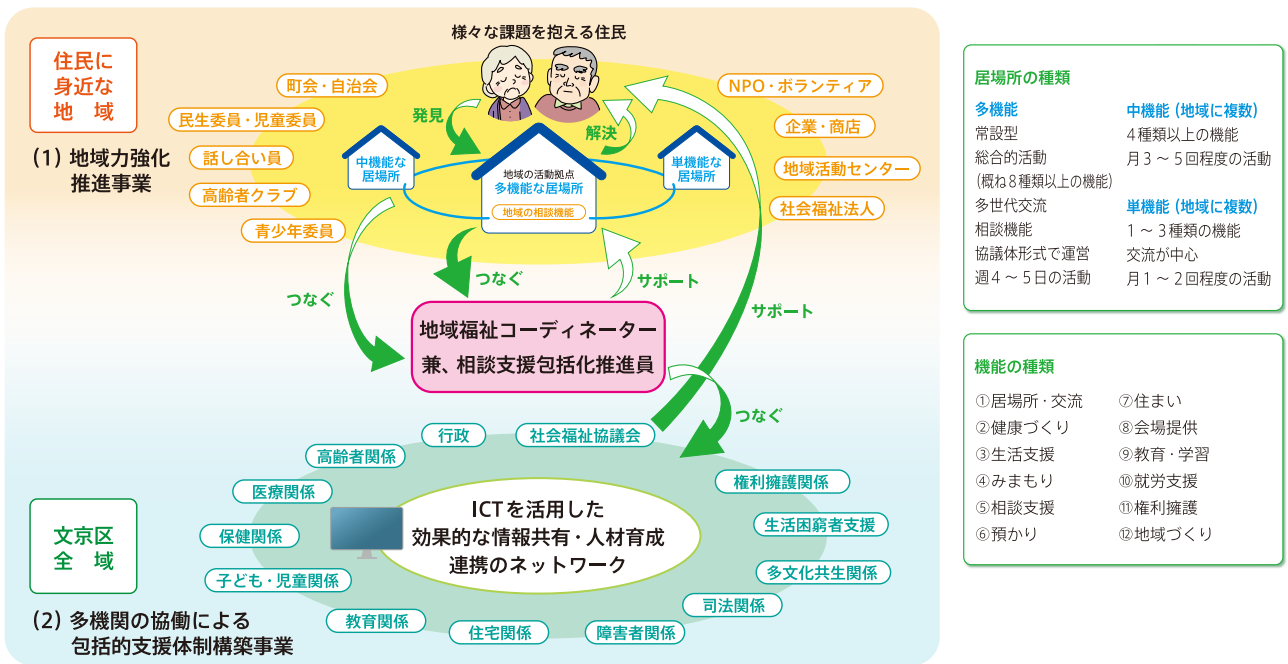 様々な課題を抱える住民
住民に
身近な
地　域
(1) 地域力強化
推進事業
町会・自治会
民生委員・児童委員
話し合い員
高齢者クラブ
青少年委員
NPO・ボランティア
企業・商店
地域活動センター
社会福祉法人
発見
解決
中機能な
居場所
地域の活動拠点
多機能な居場所
地域の相談機能
単機能な
居場所
つなぐ
つなぐ
サポート
サポート
地域福祉コーディネーター
兼、相談支援包括化推進員
つなぐ
行政
社会福祉協議会
高齢者関係
医療関係
保健関係
子ども・児童関係
教育関係
住宅関係
障害者関係
司法関係
多文化共生関係
生活困窮者支援
権利擁護関係
ICTを活用した
効果的な情報共有・人材育成
連携のネットワーク
文京区
全　域
(2) 多機関の協働による
包括的支援体制構築事業
居場所の種類
多機能
常設型
総合的活動
(概ね８種類以上の機能)
多世代交流
相談機能
協議体形式で運営
週４～５日の活動
中機能 (地域に複数)
４種類以上の機能
月３～５回程度の活動
単機能 (地域に複数)
１～３種類の機能
交流が中心
月１～２回程度の活動
機能の種類
①居場所・交流
②健康づくり
③生活支援
④みまもり
⑤相談支援
⑥預かり
⑦住まい
⑧会場提供
⑨教育・学習
⑩就労支援
⑪権利擁護
⑫地域づくり